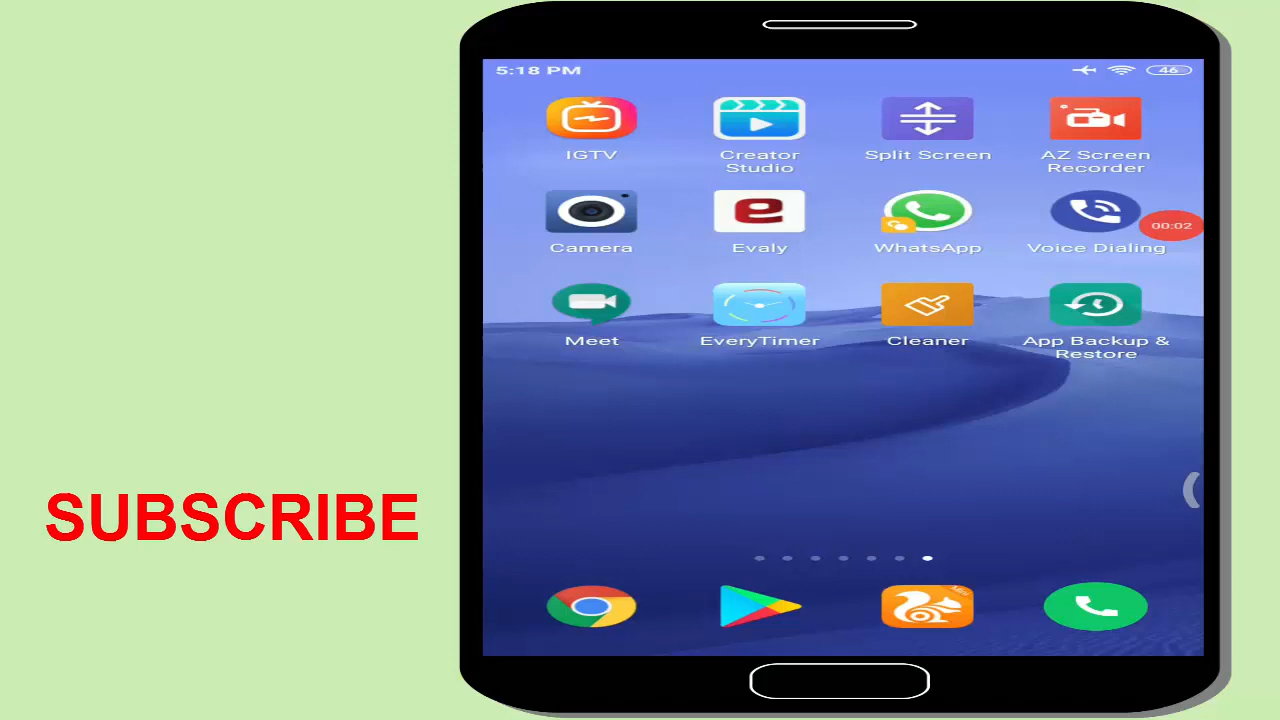 5:18 PM
46
IGTV
Creator
Studio
Split Screen
AZ Screen
Recorder
Camera
Evaly
WhatsApp
Voice Dialing
00:02
Meet
EveryTimer
Cleaner
App Backup &
Restore
SUBSCRIBE
Mini